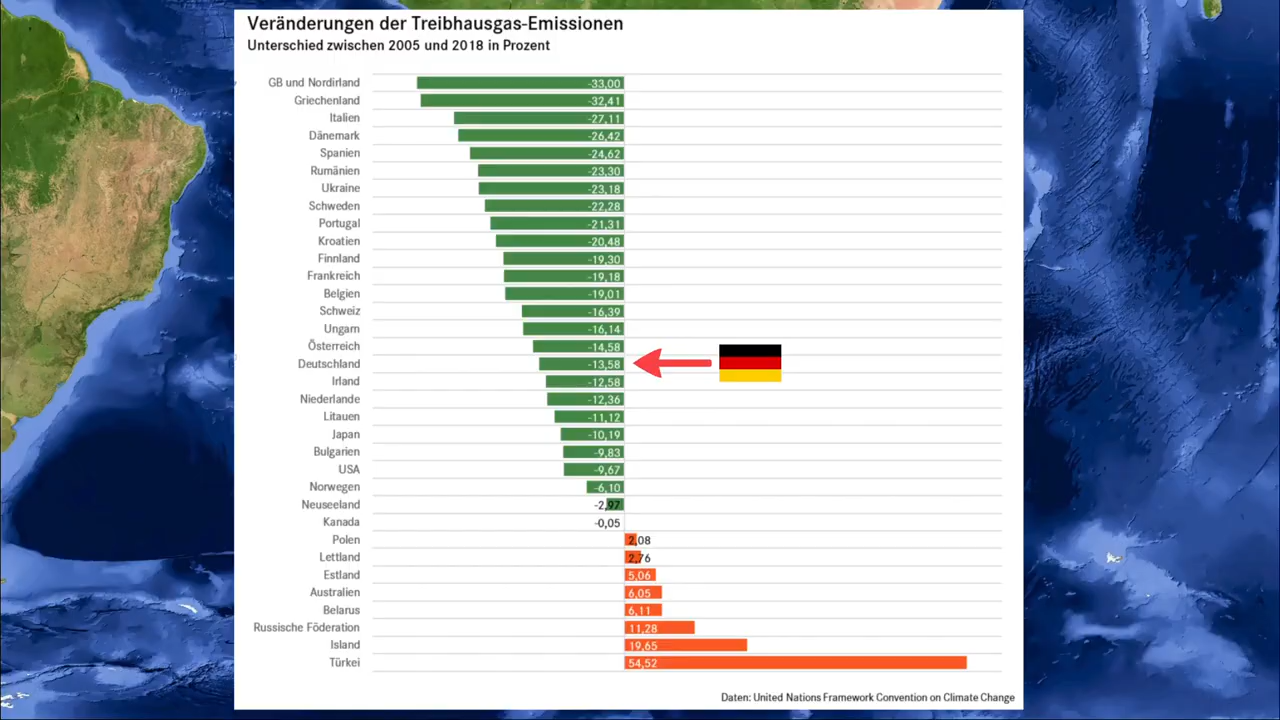 Veränderungen der Treibhausgas-Emissionen
Unterschied zwischen 2005 und 2018 in Prozent
GB und Nordirland -33,00
Griechenland -32,41
Italien -27,11
Dänemark -26,42
Spanien -24,62
Rumänien -23,30
Ukraine -23,18
Schweden -22,28
Portugal -21,31
Kroatien -20,48
Finnland -19,30
Frankreich -19,18
Belgien -19,01
Schweiz -16,39
Ungarn -16,14
Österreich -14,58
Deutschland -13,58
Irland -12,58
Niederlande -12,36
Litauen -11,12
Japan -10,19
Bulgarien -9,83
USA -9,67
Norwegen -6,10
Neuseeland -2,97
Kanada -0,05
Polen 2,08
Lettland 2,76
Estland 5,06
Australien 6,05
Belarus 6,11
Russische Föderation 11,28
Island 19,65
Türkei 54,52
Daten: United Nations Framework Convention on Climate Change